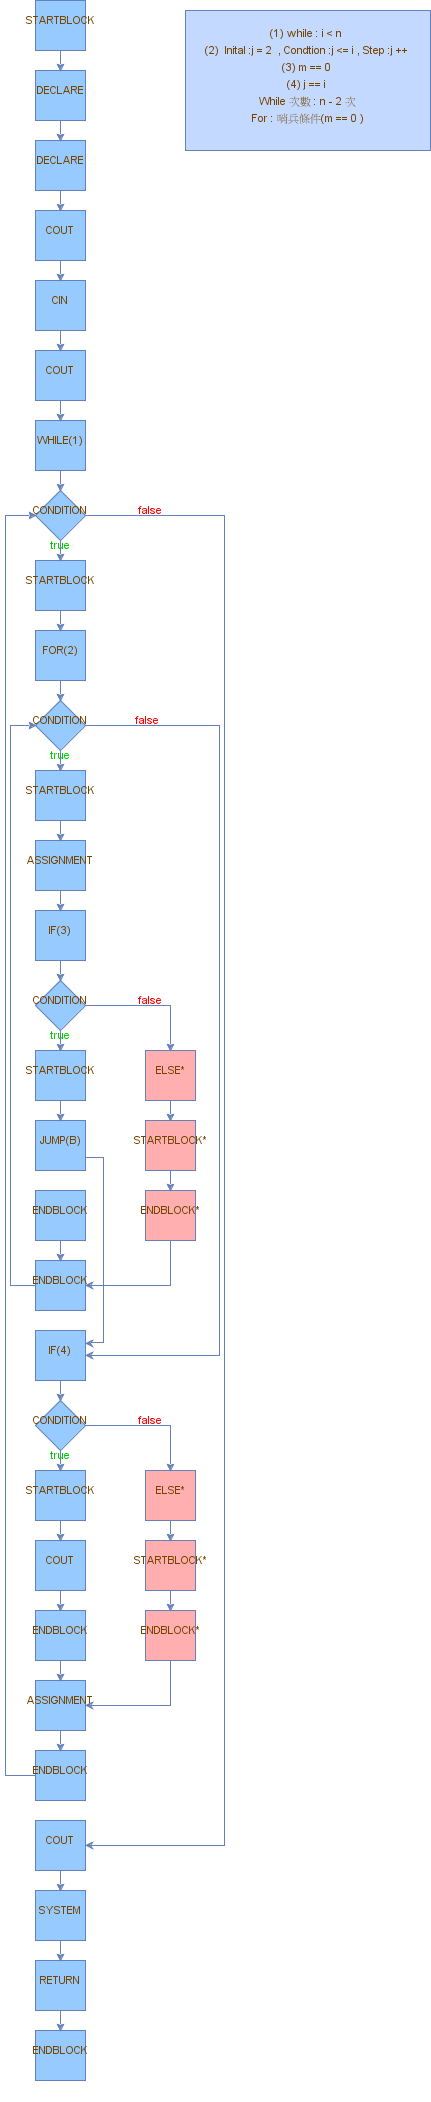 STARTBLOCK
(1) while : i < n
(2) Inital :j = 2 , Condtion :j <= i , Step :j ++
(3) m == 0
(4) j == i
While 次數 : n - 2 次
For : 哨兵條件(m == 0 )
DECLARE
DECLARE
COUT
CIN
COUT
WHILE(1)
CONDITION
false
true
STARTBLOCK
FOR(2)
CONDITION
false
true
STARTBLOCK
ASSIGNMENT
IF(3)
CONDITION
false
true
STARTBLOCK
ELSE*
JUMP(B)
STARTBLOCK*
ENDBLOCK
ENDBLOCK*
ENDBLOCK
IF(4)
CONDITION
false
true
STARTBLOCK
ELSE*
COUT
STARTBLOCK*
ENDBLOCK
ENDBLOCK*
ASSIGNMENT
ENDBLOCK
COUT
SYSTEM
RETURN
ENDBLOCK